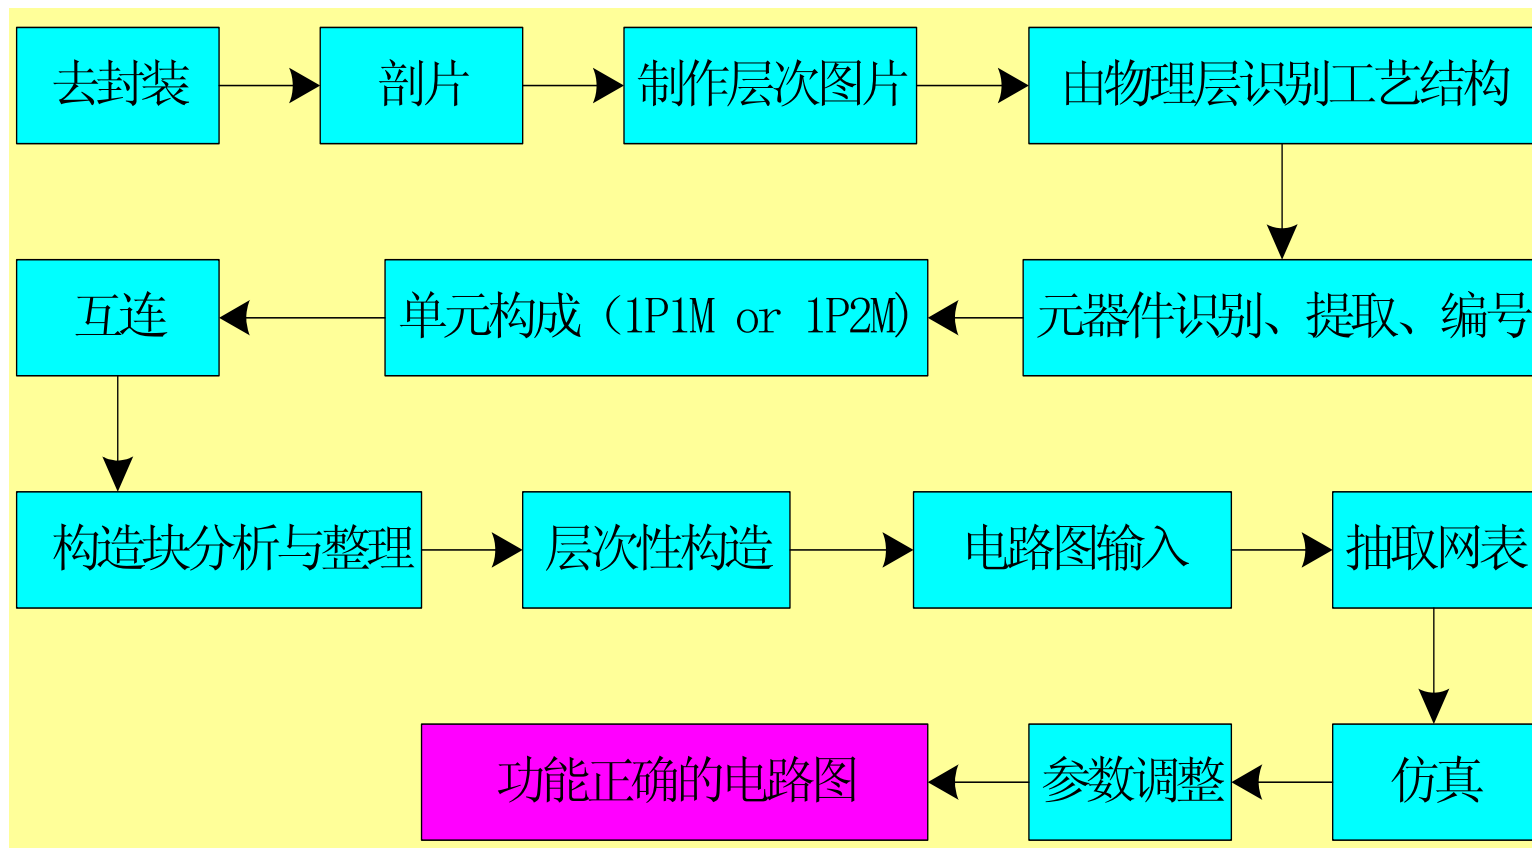 去封装
剖片
制作层次图片
由物理层识别工艺结构
元器件识别、提取、编号
单元构成（1P1M or 1P2M)
互连
构造块分析与整理
层次性构造
电路图输入
抽取网表
仿真
参数调整
功能正确的电路图